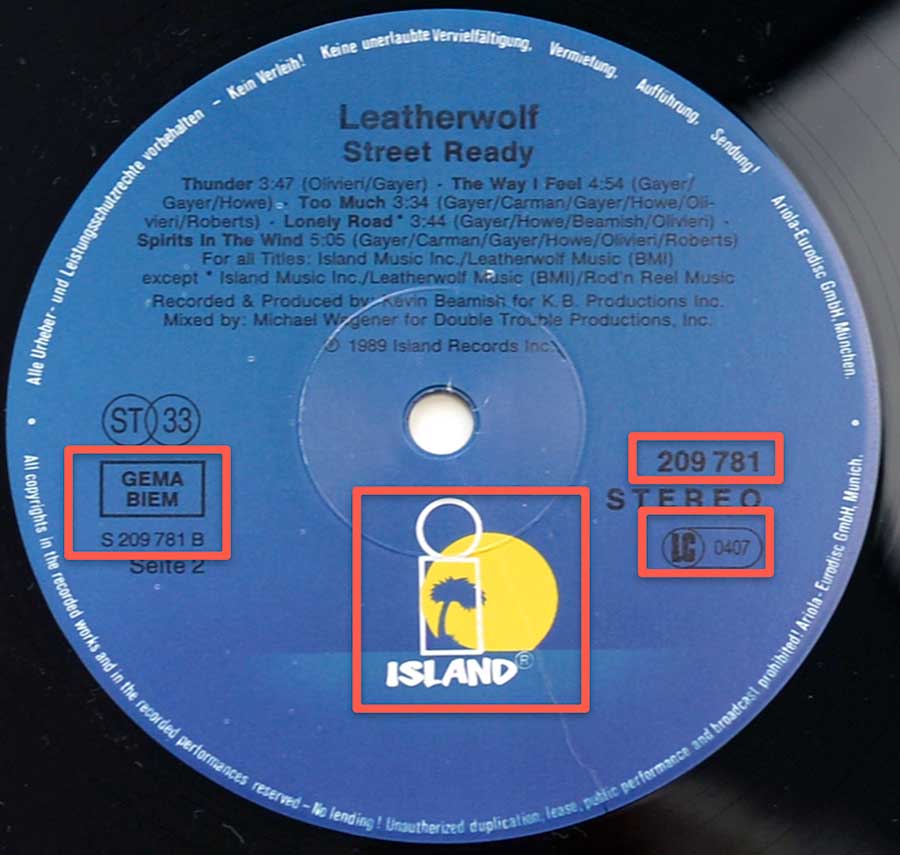 Alle Urheber- und Leistungsschutzrechte vorbehalten – Kein Verleih! Keine unerlaubte Vervielfältigung, Vermietung, Aufführung, Sendung!
Ariola-Eurodisc GmbH, München.
Leatherwolf
Street Ready
Thunder 3:47 (Olivieri/Gayer) · The Way I Feel 4:54 (Gayer/
Gayer/Howe) · Too Much 3:34 (Gayer/Carman/Gayer/Howe/Oli-
vieri/Roberts) · Lonely Road* 3:44 (Gayer/Howe/Beamish/Olivieri) ·
Spirits In The Wind 5:05 (Gayer/Carman/Gayer/Howe/Olivieri/Roberts)
For all Titles: Island Music Inc./Leatherwolf Music (BMI)
except * Island Music Inc./Leatherwolf Music (BMI)/Rod'n Reel Music
Recorded & Produced by: Kevin Beamish for K.B. Productions Inc.
Mixed by: Michael Wagener for Double Trouble Productions, Inc.
℗ 1989 Island Records Inc.
ST 33
GEMA
BIEM
S 209 781 B
Seite 2
209 781
STEREO
LC 0407
ISLAND®
All copyrights in the recorded works and in the recorded performances reserved – No lending! Unauthorized duplication, lease, public performance and broadcast prohibited! Ariola-Eurodisc GmbH, Munich.